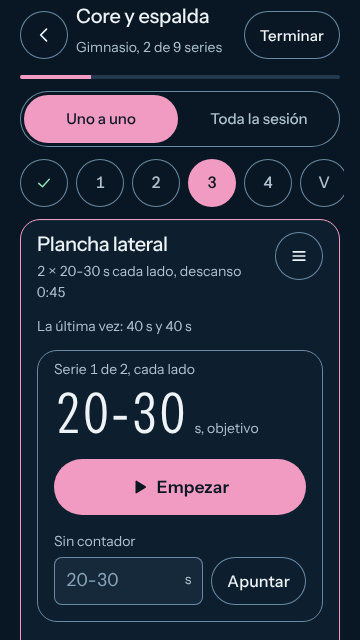 Core y espalda
Gimnasio, 2 de 9 series
Terminar
Uno a uno
Toda la sesión
1
2
3
4
V
Plancha lateral
2 × 20-30 s cada lado, descanso
0:45
La última vez: 40 s y 40 s
Serie 1 de 2, cada lado
20-30 s, objetivo
Empezar
Sin contador
20-30 s
Apuntar